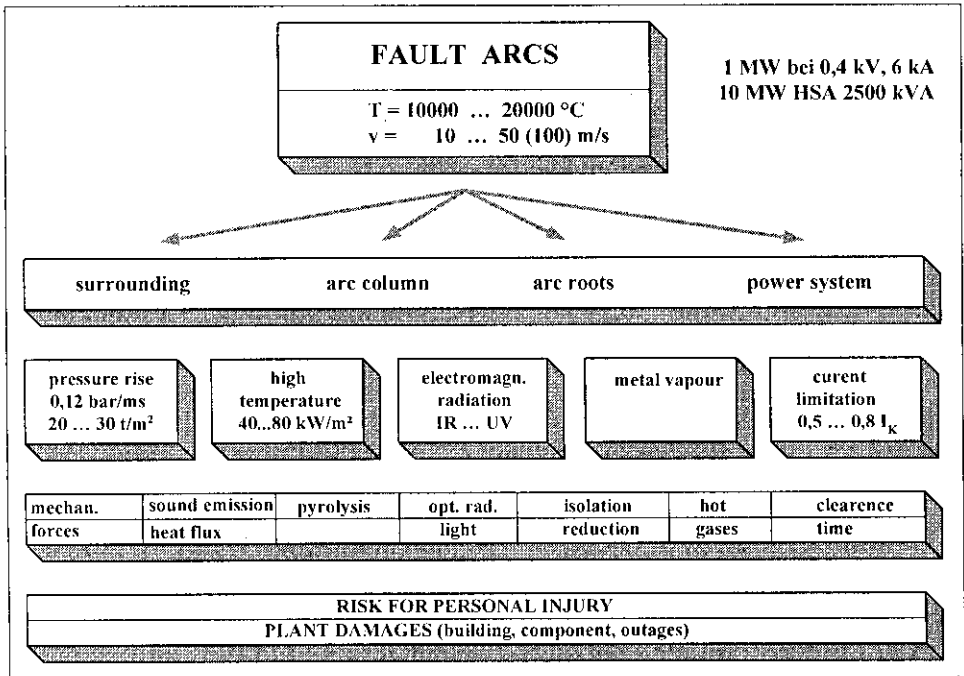 FAULT ARCS
T = 10000 ... 20000 °C
v = 10 ... 50 (100) m/s
1 MW bei 0,4 kV, 6 kA
10 MW HSA 2500 kVA
surrounding arc column arc roots power system
pressure rise
0,12 bar/ms
20 ... 30 t/m²
high
temperature
40...80 kW/m²
electromagn.
radiation
IR ... UV
metal vapour
curent
limitation
0,5 ... 0,8 I_K
mechan. sound emission pyrolysis opt. rad. isolation hot clearence
forces heat flux light reduction gases time
RISK FOR PERSONAL INJURY
PLANT DAMAGES (building, component, outages)